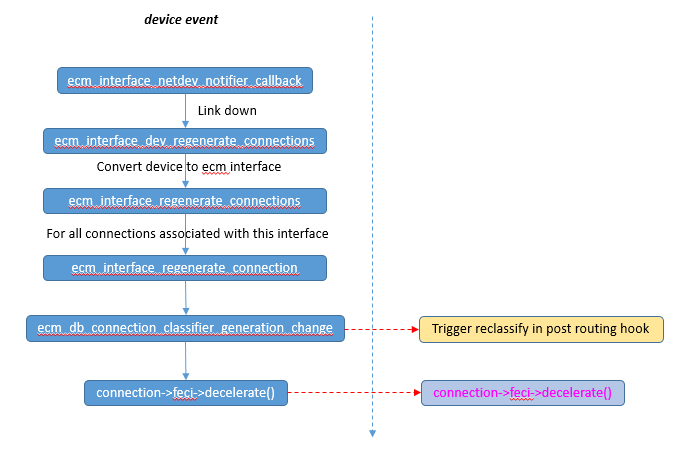 device event
ecm_interface_netdev_notifier_callback
Link down
ecm_interface_dev_regenerate_connections
Convert device to ecm interface
ecm_interface_regenerate_connections
For all connections associated with this interface
ecm_interface_regenerate_connection
ecm_db_connection_classifier_generation_change
Trigger reclassify in post routing hook
connection->feci->decelerate()
connection->feci->decelerate()